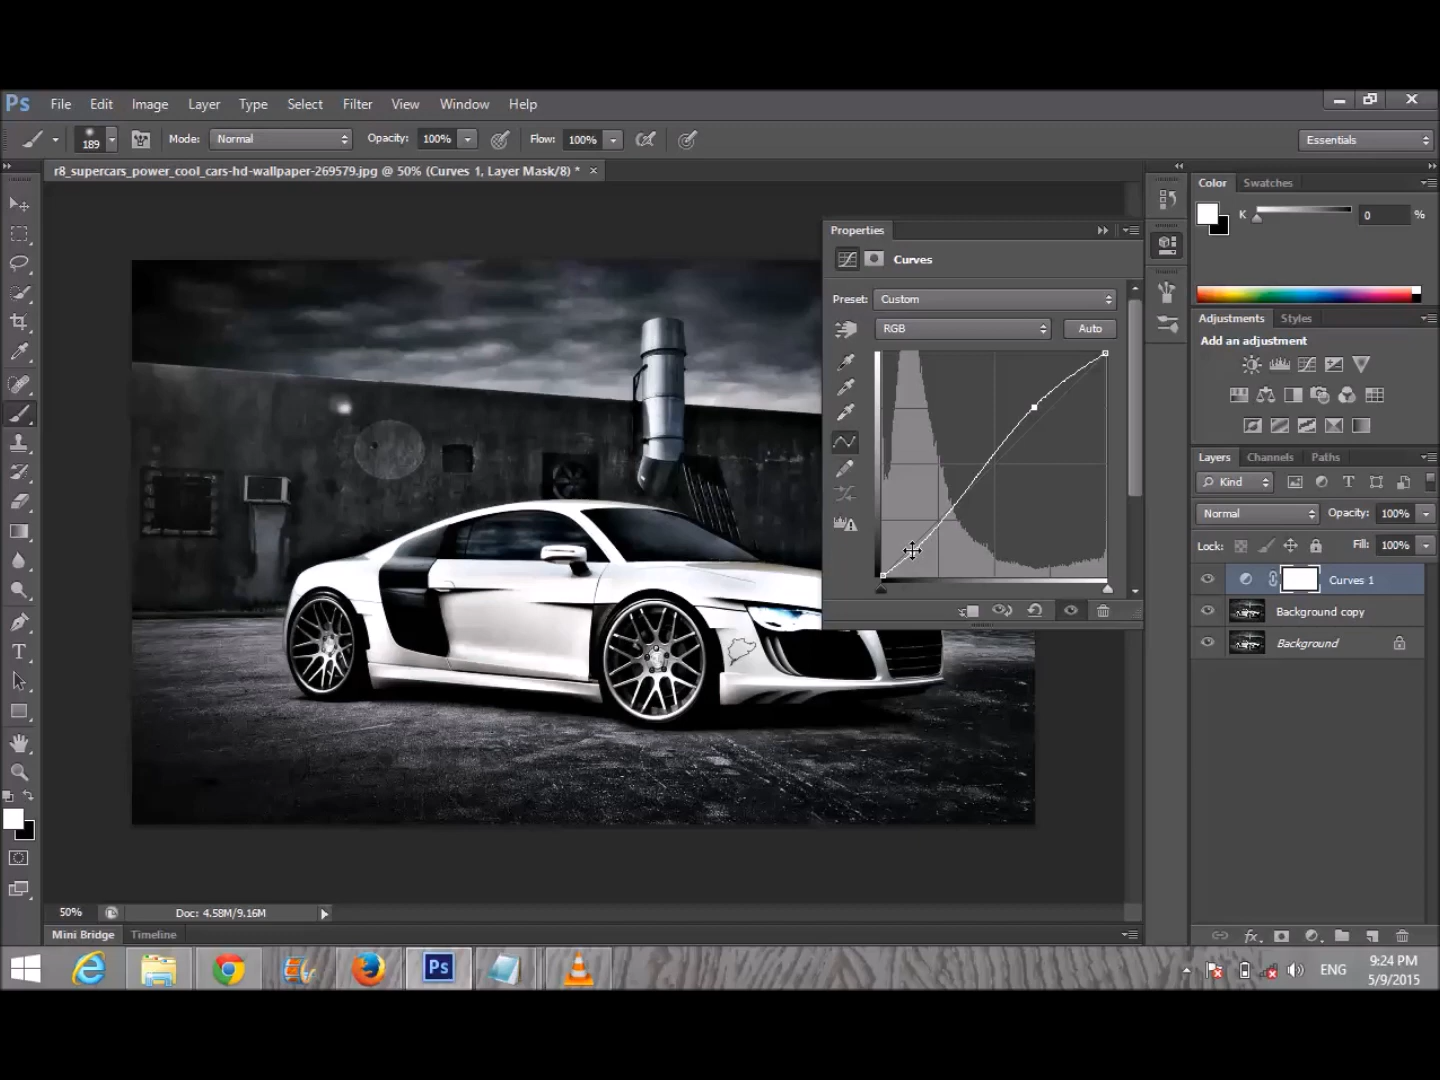 Ps File Edit Image Layer Type Select Filter View Window Help
189 Mode: Normal Opacity: 100% Flow: 100% Essentials
r8_supercars_power_cool_cars-hd-wallpaper-269579.jpg @ 50% (Curves 1, Layer Mask/8) * ×
Color Swatches
K 0 %
Properties
Curves
Preset: Custom
RGB Auto
Adjustments Styles
Add an adjustment
Layers Channels Paths
Kind
Normal Opacity: 100%
Lock: Fill: 100%
Curves 1
Background copy
Background
T
50% Doc: 4.58M/9.16M
Mini Bridge Timeline
Ps ENG 9:24 PM
5/9/2015